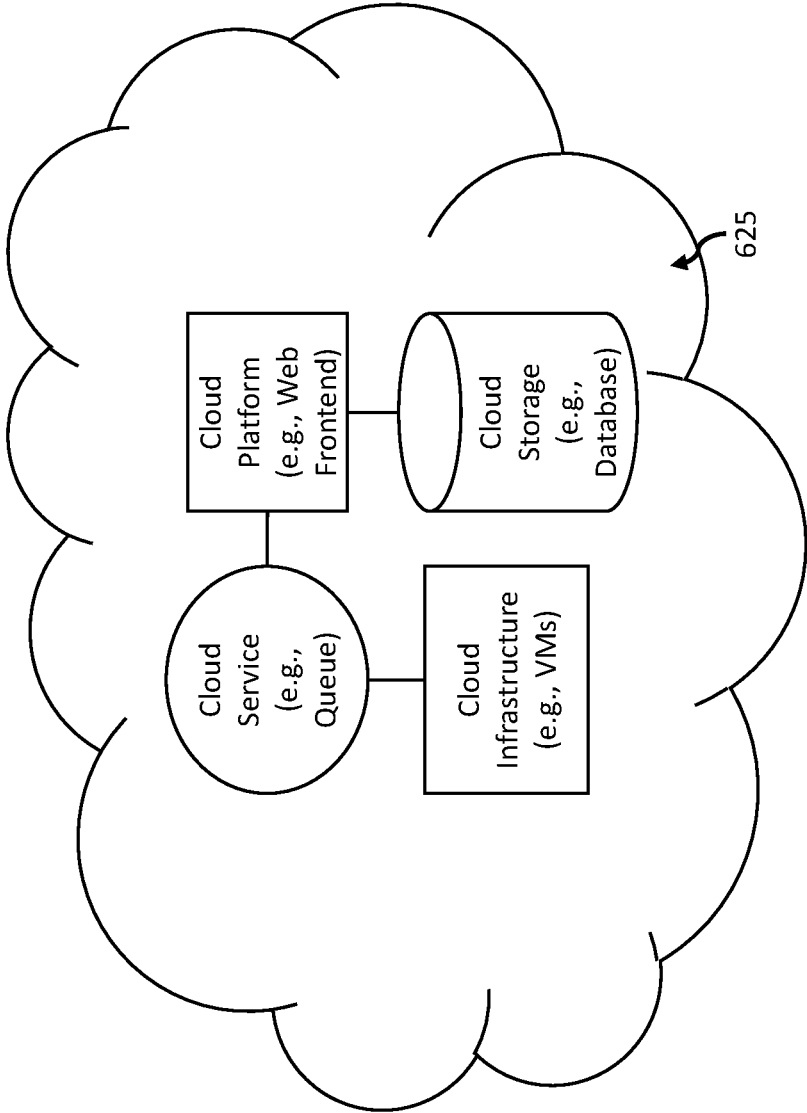 Cloud
Service
(e.g.,
Queue)
Cloud
Platform
(e.g., Web
Frontend)
Cloud
Infrastructure
(e.g., VMs)
Cloud
Storage
(e.g.,
Database)
625